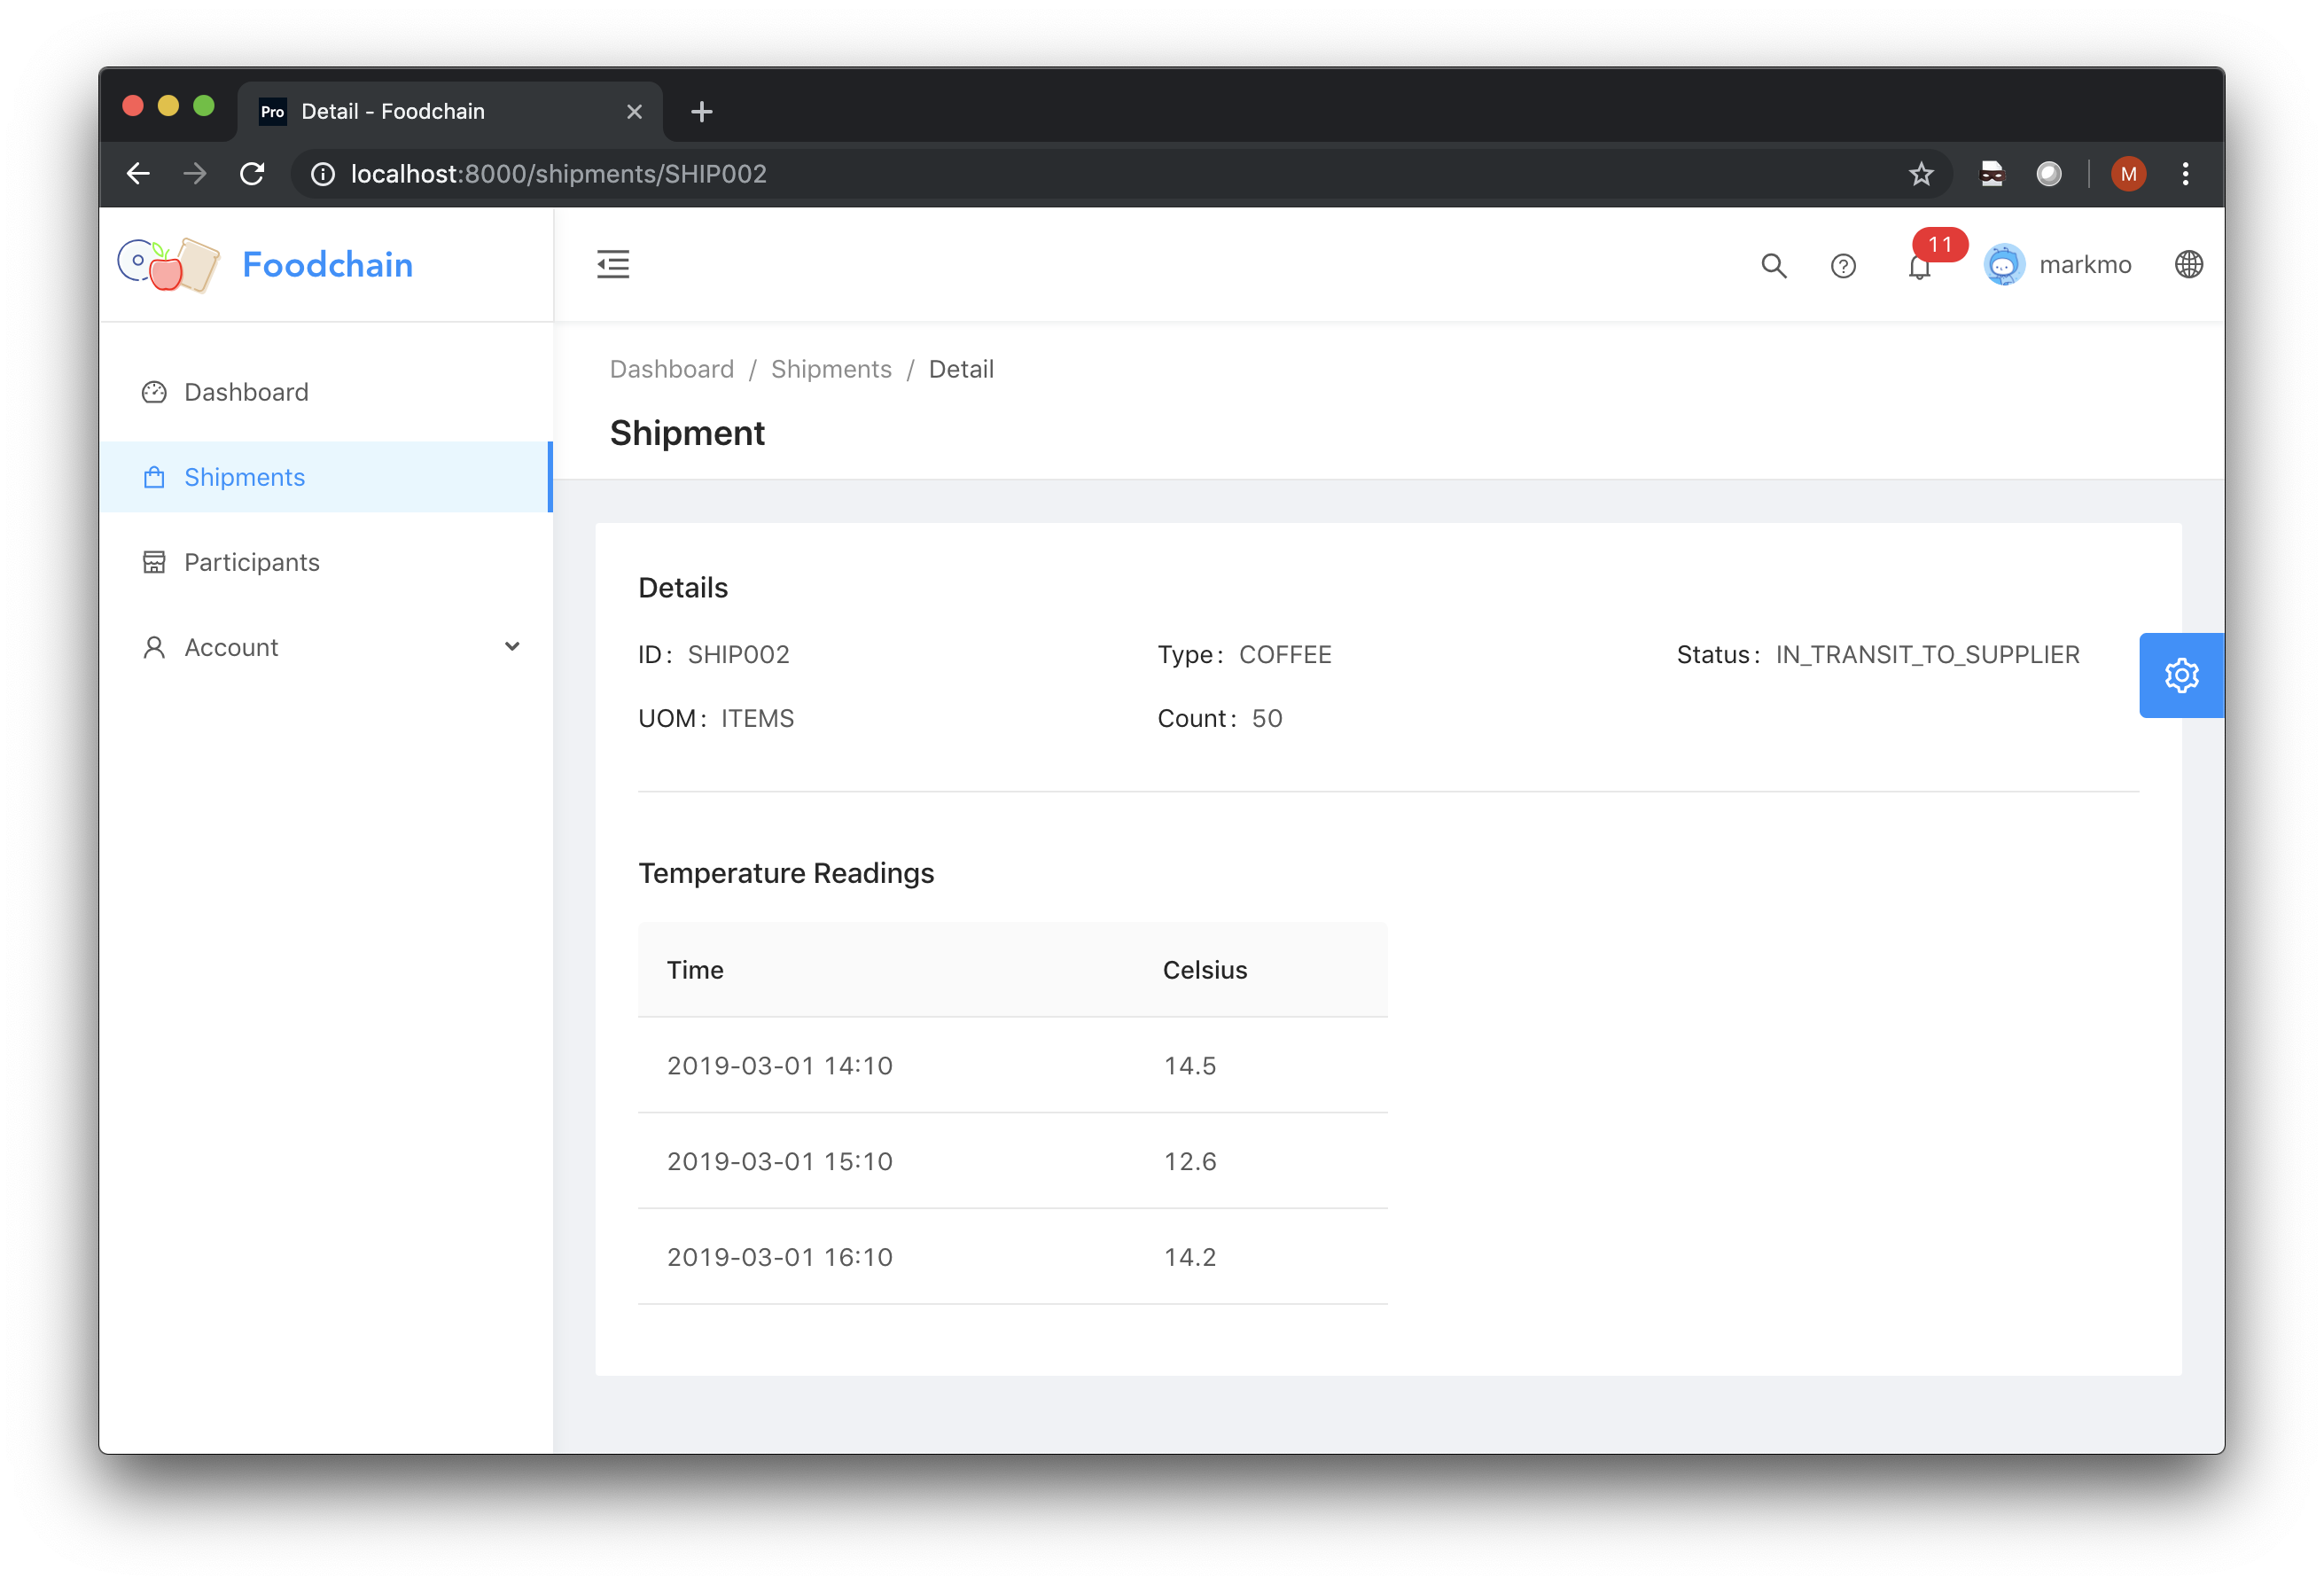 Pro Detail - Foodchain
localhost:8000/shipments/SHIP002
M
Foodchain
11
markmo
Dashboard
Shipments
Participants
Account
Dashboard / Shipments / Detail
Shipment
Details
ID: SHIP002 Type: COFFEE Status: IN_TRANSIT_TO_SUPPLIER
UOM: ITEMS Count: 50
Temperature Readings
Time Celsius
2019-03-01 14:10 14.5
2019-03-01 15:10 12.6
2019-03-01 16:10 14.2